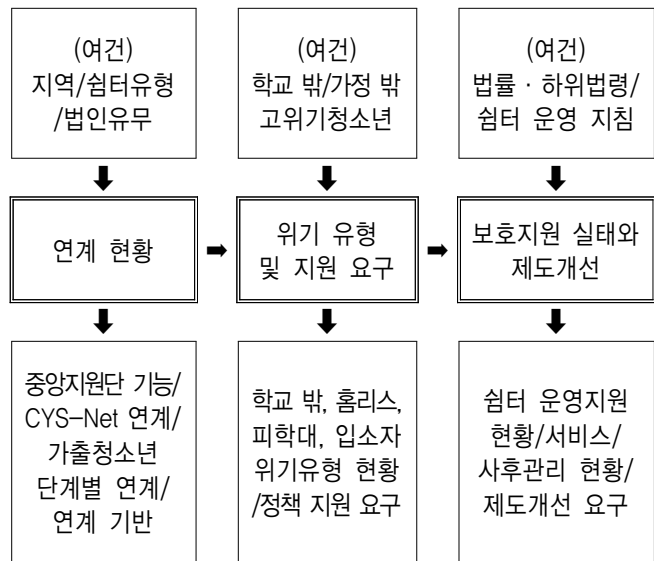 (여건)
지역/쉼터유형
/법인유무
(여건)
학교 밖/가정 밖
고위기청소년
(여건)
법률 · 하위법령/
쉼터 운영 지침
연계 현황
위기 유형
및 지원 요구
보호지원 실태와
제도개선
중앙지원단 기능/
CYS-Net 연계/
가출청소년
단계별 연계/
연계 기반
학교 밖, 홈리스,
피학대, 입소자
위기유형 현황
/정책 지원 요구
쉼터 운영지원
현황/서비스/
사후관리 현황/
제도개선 요구